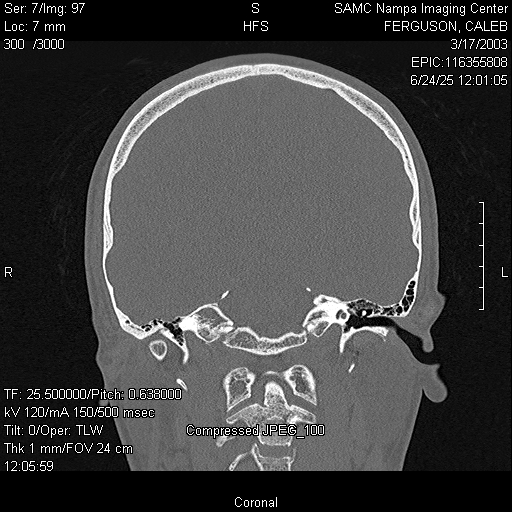 Ser: 7/Img: 97
Loc: 7 mm
300 /3000
S
HFS
SAMC Nampa Imaging Center
FERGUSON, CALEB
3/17/2003
EPIC:116355808
6/24/25 12:01:05
R
L
TF: 25.500000/Pitch: 0.638000
kV 120/mA 150/500 msec
Tilt: 0/Oper: TLW
Thk 1 mm/FOV 24 cm
12:05:59
Compressed JPEG_100
Coronal